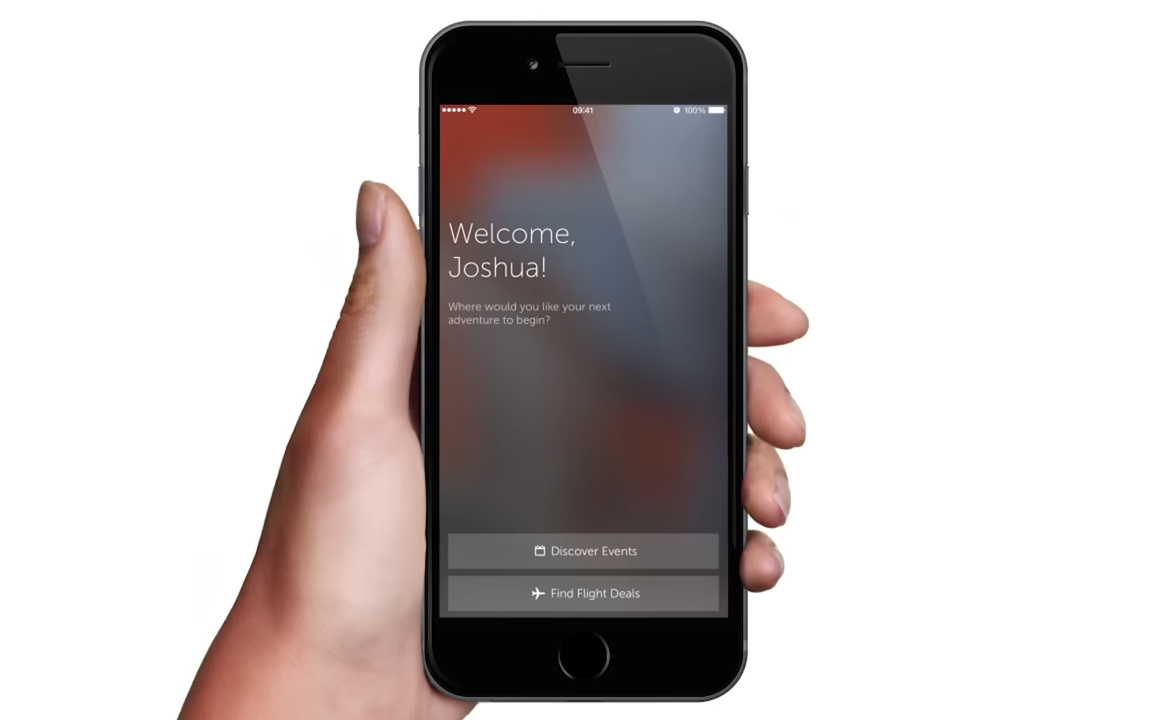 09:41
100%
Welcome,
Joshua!
Where would you like your next
adventure to begin?
Discover Events
Find Flight Deals